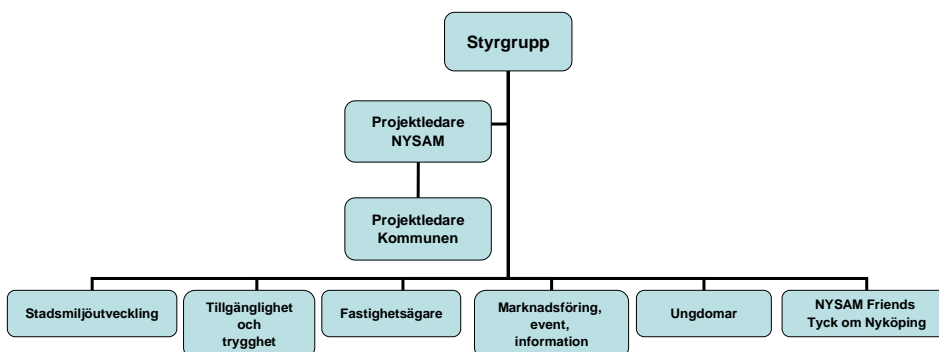 Styrgrupp
Projektledare
NYSAM
Projektledare
Kommunen
Stadsmiljöutveckling
Tillgänglighet
och
trygghet
Fastighetsägare
Marknadsföring,
event,
information
Ungdomar
NYSAM Friends
Tyck om Nyköping